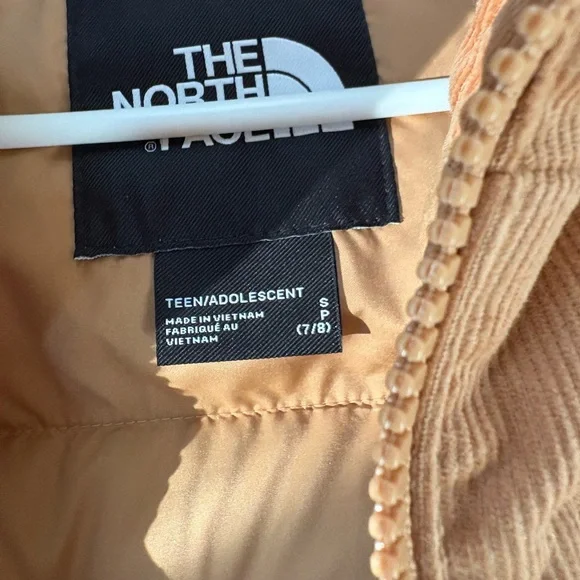 THE
NORTH
FACE
®
TEEN/ADOLESCENT S
MADE IN VIETNAM P
FABRIQUÉ AU (7/8)
VIETNAM